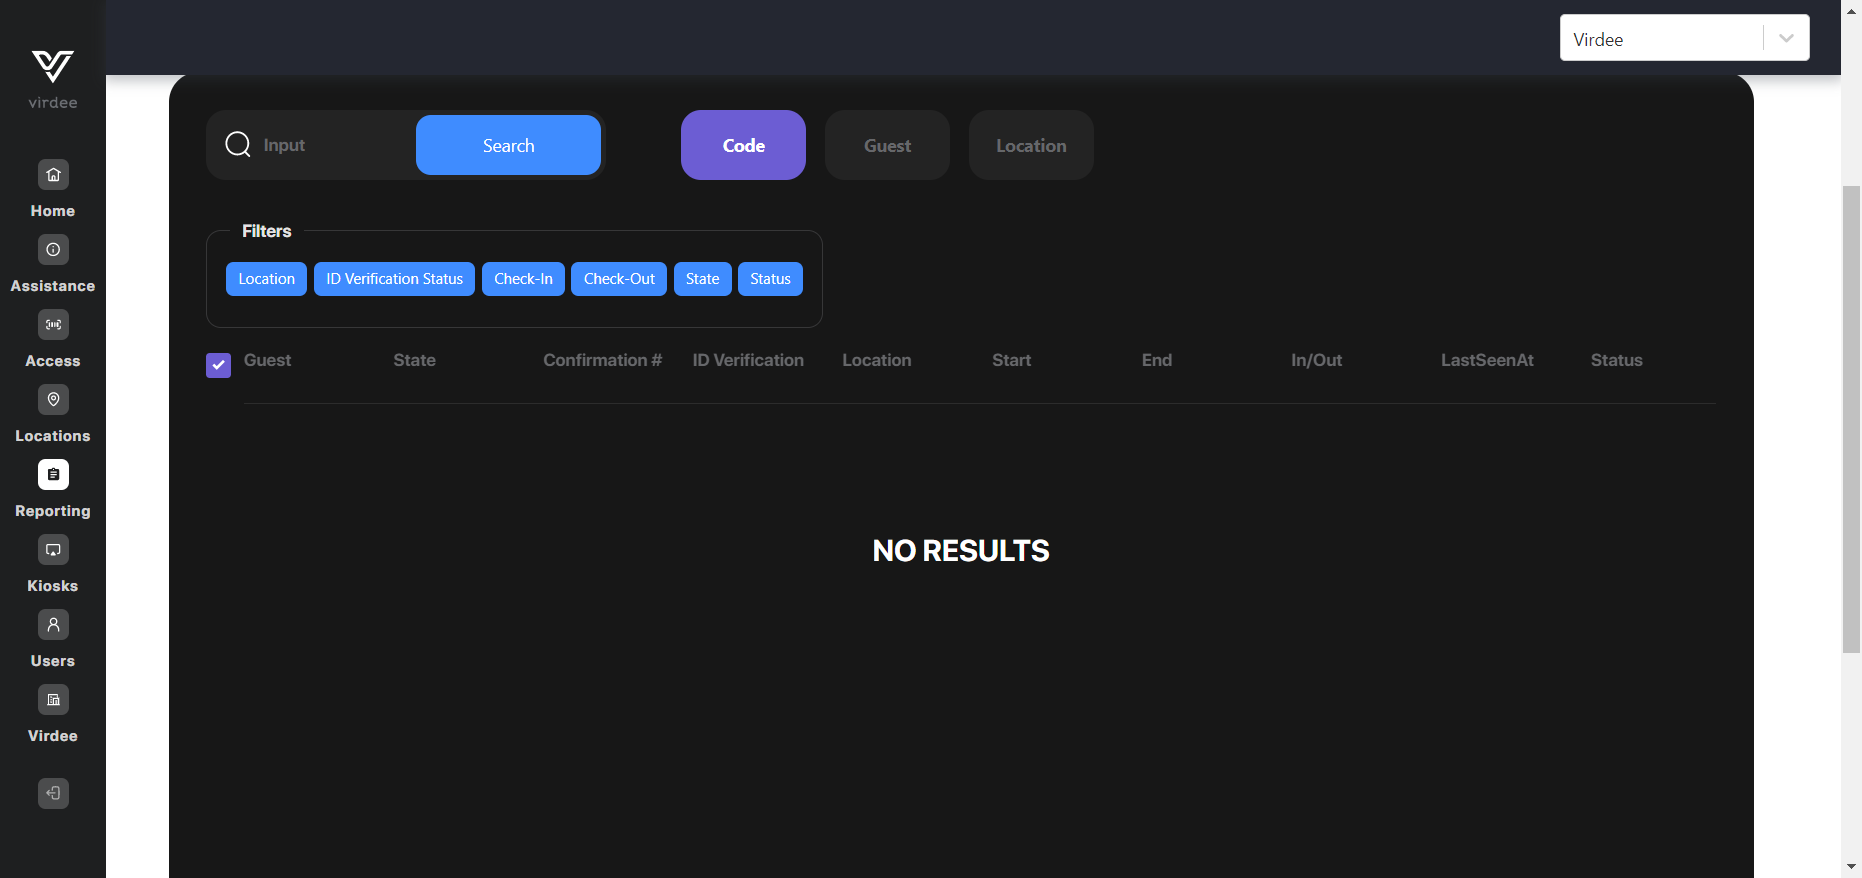 Virdee
virdee
Input
Search
Code
Guest
Location
Home
Assistance
Access
Locations
Reporting
Kiosks
Users
Virdee
Filters
Location
ID Verification Status
Check-In
Check-Out
State
Status
Guest State Confirmation # ID Verification Location Start End In/Out LastSeenAt Status
NO RESULTS